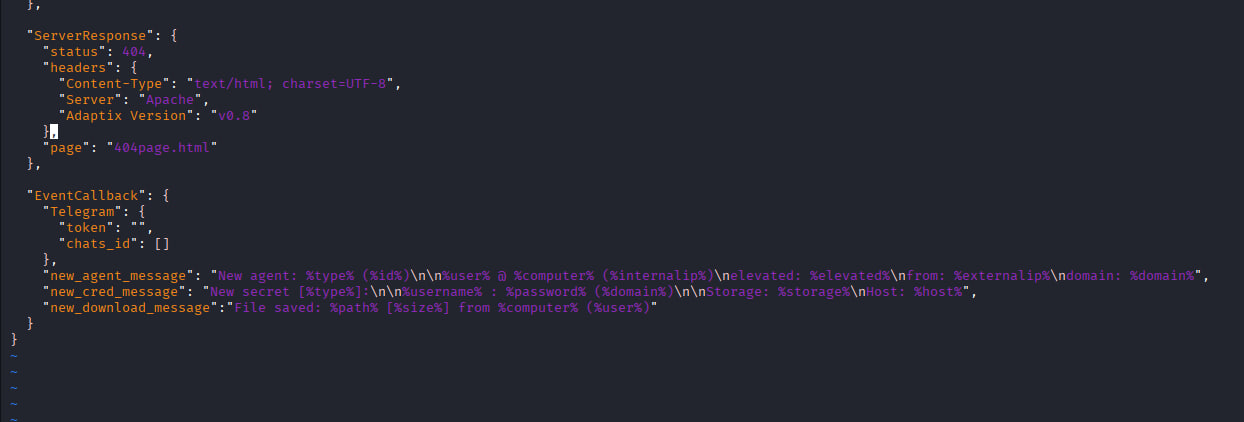 },
"ServerResponse": {
"status": 404,
"headers": {
"Content-Type": "text/html; charset=UTF-8",
"Server": "Apache",
"Adaptix Version": "v0.8"
},
"page": "404page.html"
},
"EventCallback": {
"Telegram": {
"token": "",
"chats_id": []
},
"new_agent_message": "New agent: %type% (%id%)\n\n%user% @ %computer% (%internalip%)\nelevated: %elevated%\nfrom: %externalip%\ndomain: %domain%",
"new_cred_message": "New secret [%type%]:\n\n%username% : %password% (%domain%)\n\nStorage: %storage%\nHost: %host%",
"new_download_message":"File saved: %path% [%size%] from %computer% (%user%)"
}
}
~
~
~
~
~